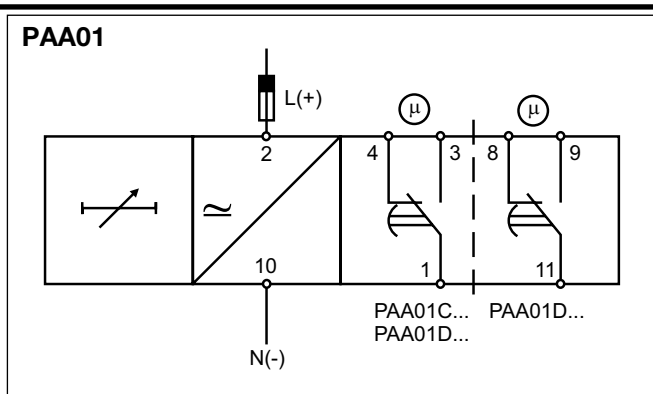 PAA01
L(+)
μ μ
2 4 3 8 9
≃
10 1 11
PAA01C... PAA01D...
PAA01D...
N(-)